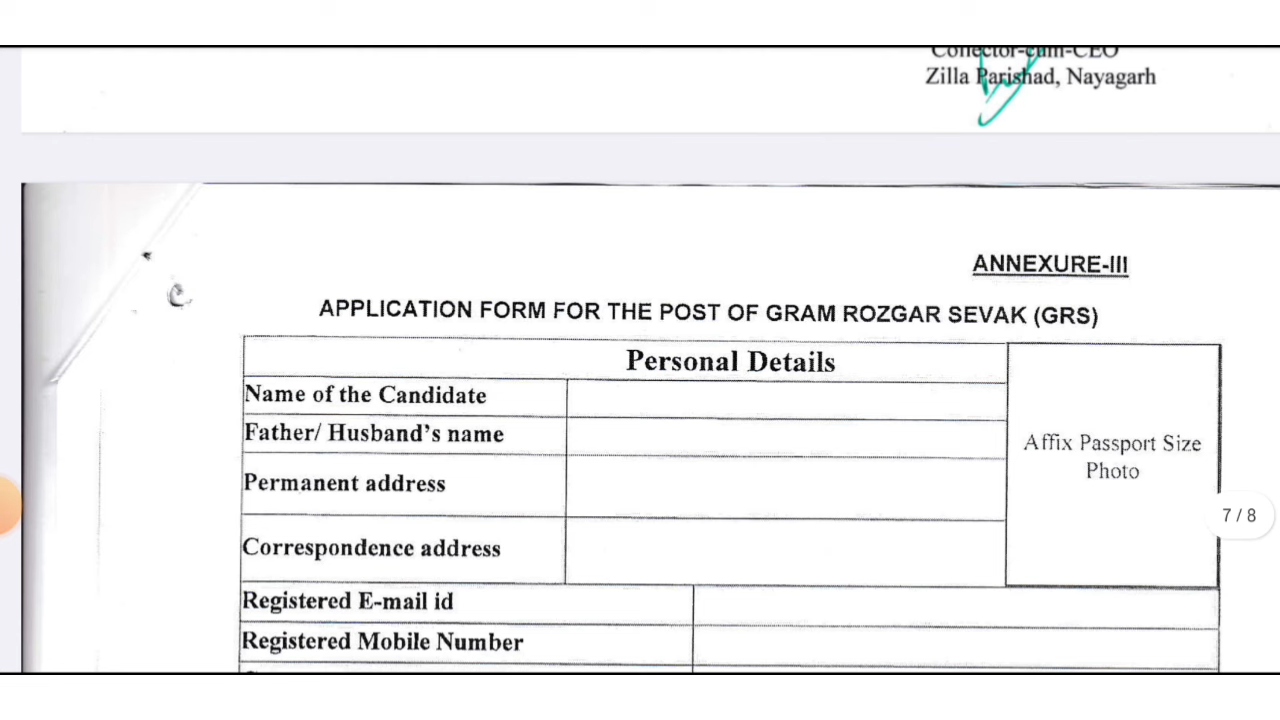 Collector-cum-CEO
Zilla Parishad, Nayagarh
ANNEXURE-III
APPLICATION FORM FOR THE POST OF GRAM ROZGAR SEVAK (GRS)
Personal Details
Name of the Candidate
Father/ Husband's name
Permanent address
Correspondence address
Affix Passport Size
Photo
7 / 8
Registered E-mail id
Registered Mobile Number